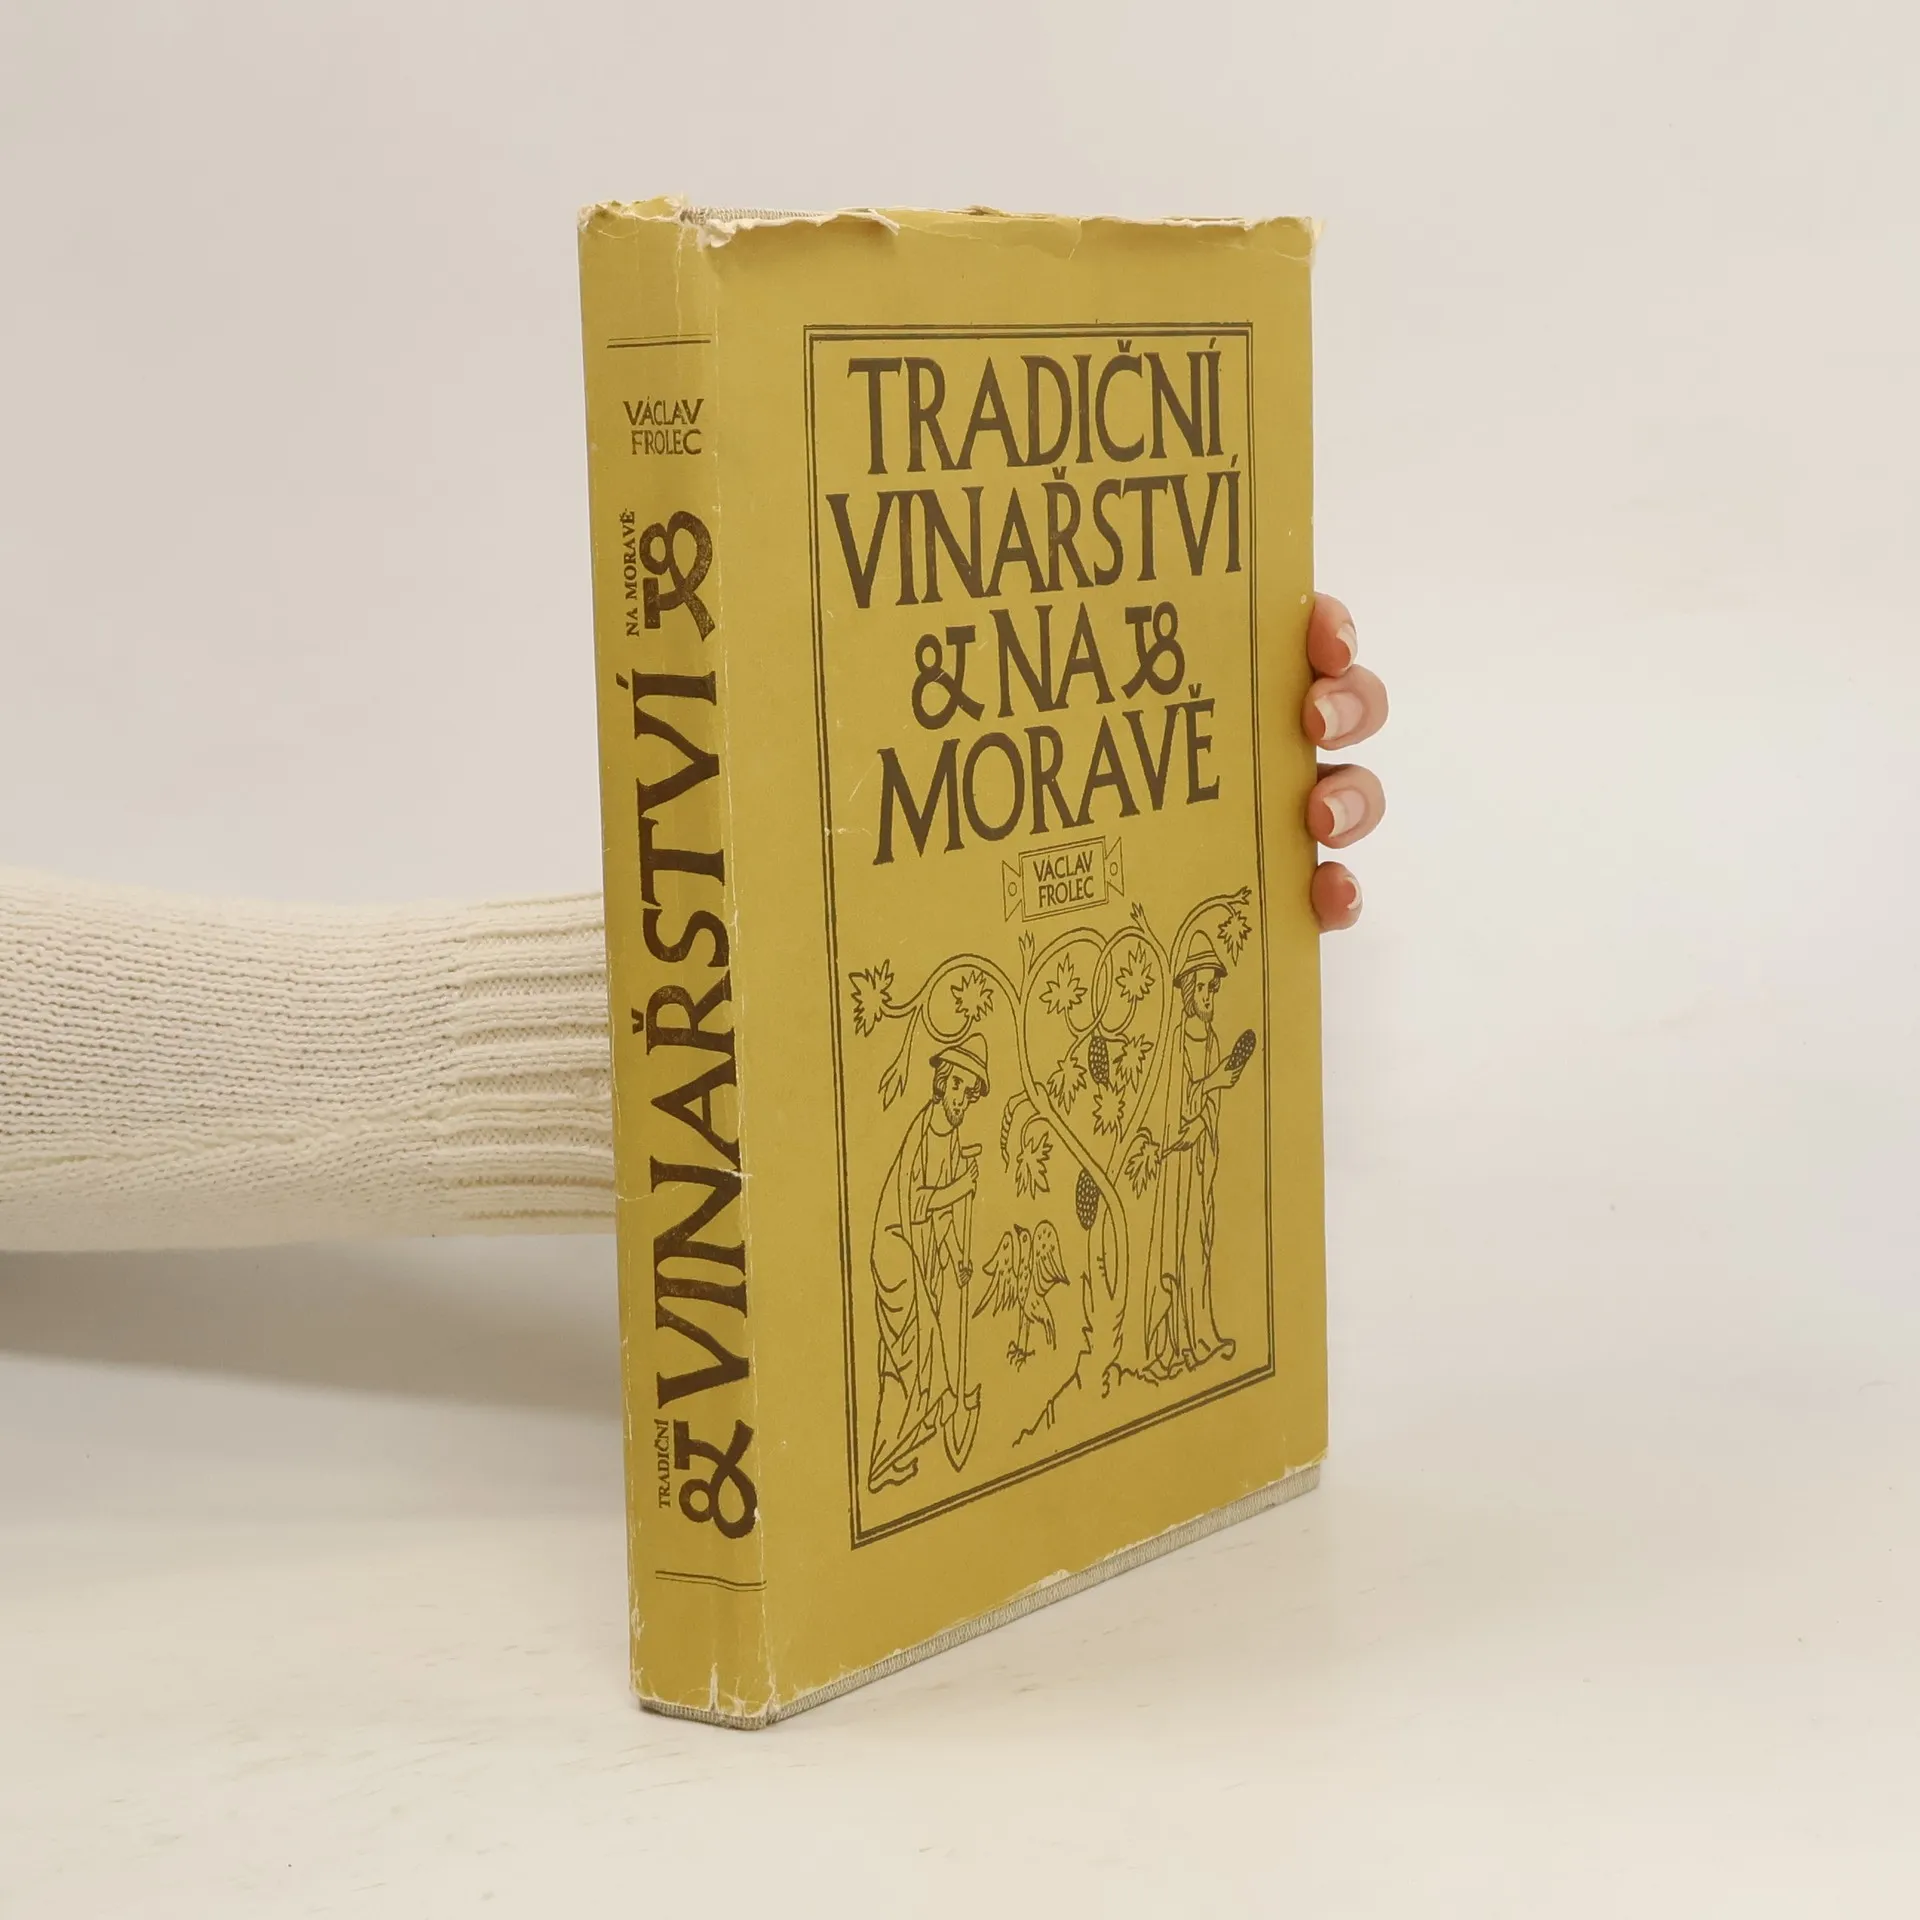 VÁCLAV
FROLEC
TRADIČNÍ
& VINAŘSTVÍ &
NA MORAVĚ
TRADIČNÍ
VINAŘSTVÍ
& NA &
MORAVĚ
VÁCLAV
FROLEC